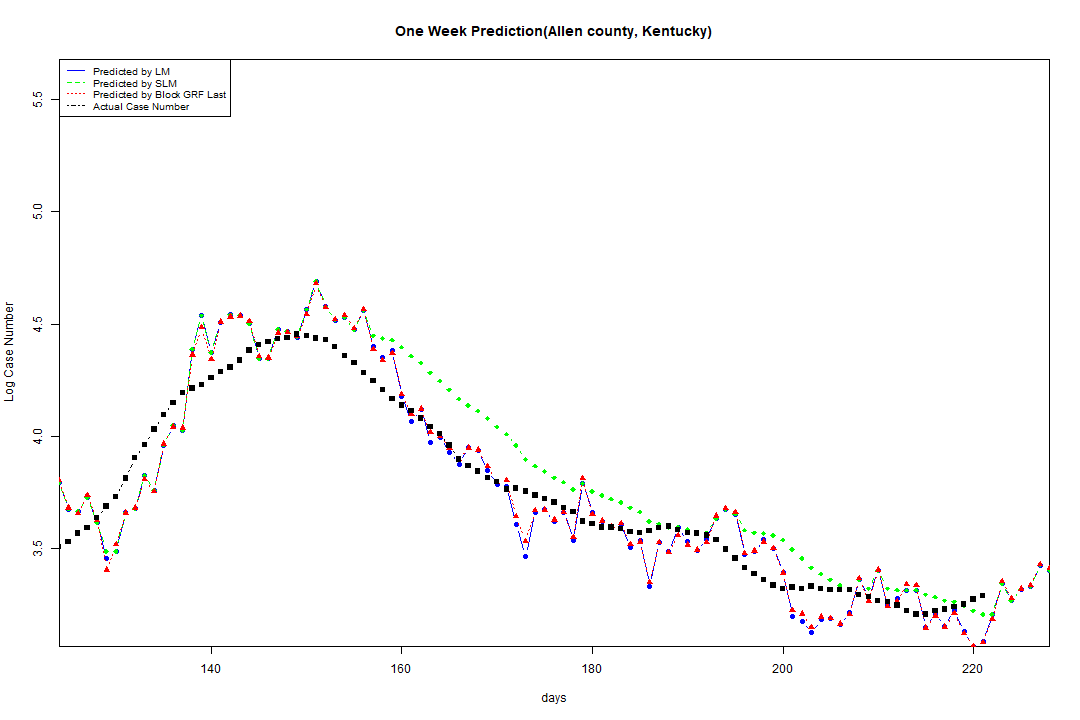 One Week Prediction(Allen county, Kentucky)
Predicted by LM
Predicted by SLM
Predicted by Block GRF Last
Actual Case Number
5.5
5.0
4.5
4.0
3.5
Log Case Number
140 160 180 200 220
days